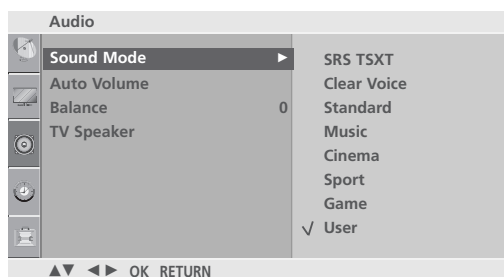 Audio
Sound Mode ►
Auto Volume
Balance 0
TV Speaker
SRS TSXT
Clear Voice
Standard
Music
Cinema
Sport
Game
√ User
▲▼ ◄► OK RETURN